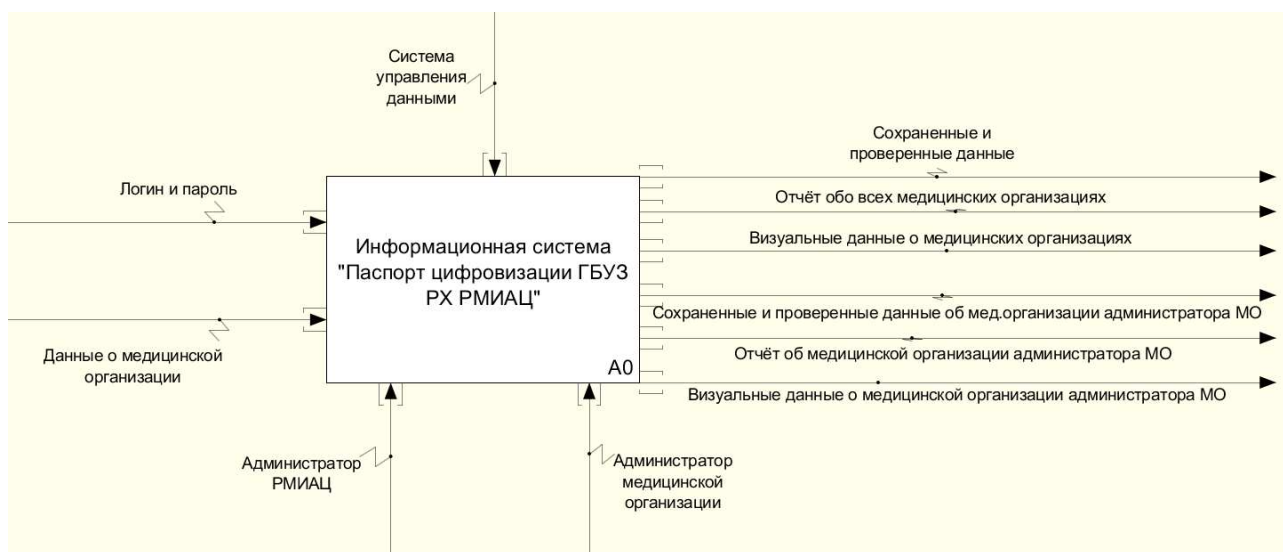 Система
управления
данными
Логин и пароль
Данные о медицинской
организации
Информационная система
"Паспорт цифровизации ГБУЗ
РХ РМИАЦ"
A0
Сохраненные и
проверенные данные
Отчёт обо всех медицинских организациях
Визуальные данные о медицинских организациях
Сохраненные и проверенные данные об мед.организации администратора МО
Отчёт об медицинской организации администратора МО
Визуальные данные о медицинской организации администратора МО
Администратор
РМИАЦ
Администратор
медицинской
организации